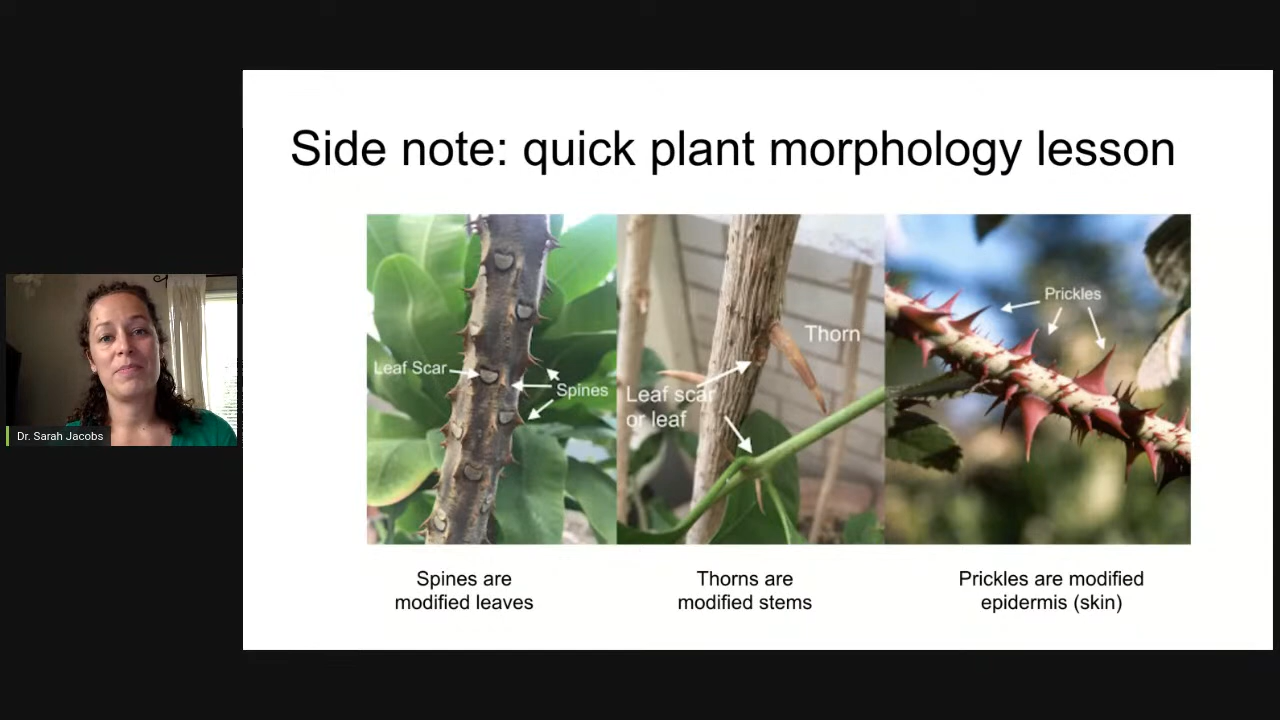 Side note: quick plant morphology lesson
Leaf Scar
Spines
Thorn
Leaf scar
or leaf
Prickles
Spines are
modified leaves
Thorns are
modified stems
Prickles are modified
epidermis (skin)
Dr. Sarah Jacobs